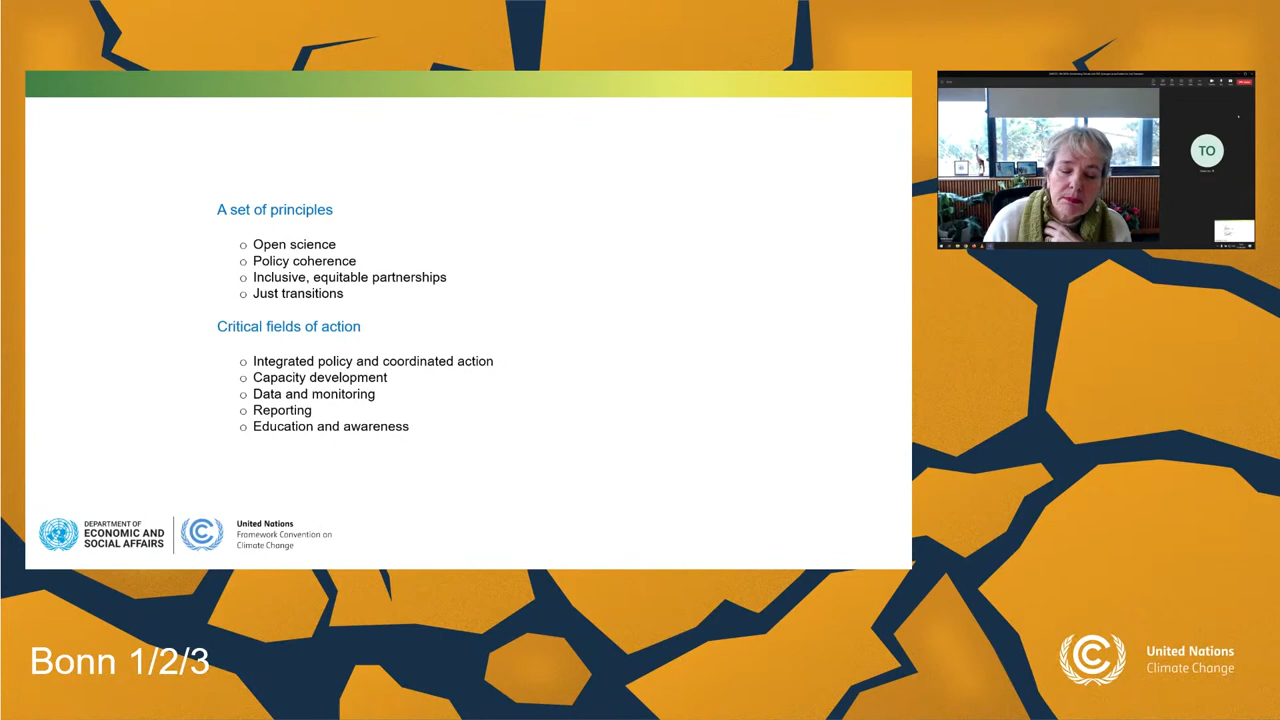 A set of principles
o Open science
o Policy coherence
o Inclusive, equitable partnerships
o Just transitions
Critical fields of action
o Integrated policy and coordinated action
o Capacity development
o Data and monitoring
o Reporting
o Education and awareness
DEPARTMENT OF
ECONOMIC AND
SOCIAL AFFAIRS
United Nations
Framework Convention on
Climate Change
TO
Bonn 1/2/3
United Nations
Climate Change